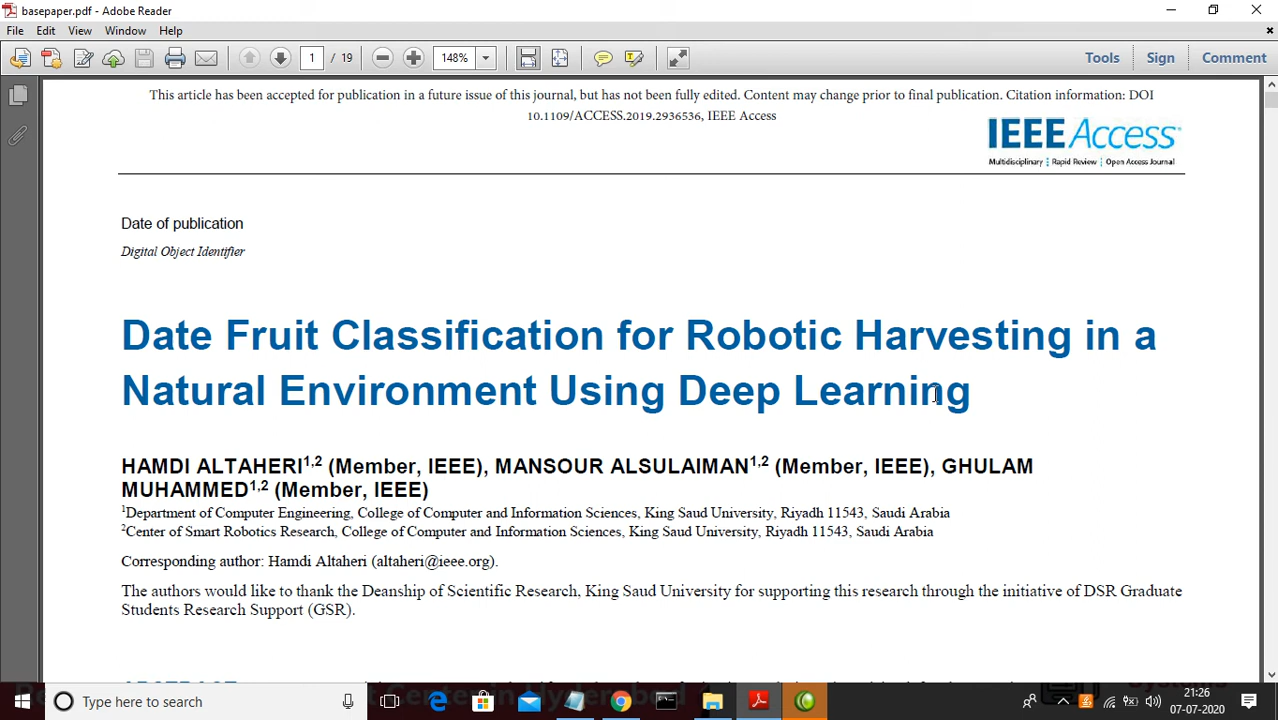 basepaper.pdf - Adobe Reader
File Edit View Window Help
1 / 19 148% Tools Sign Comment
This article has been accepted for publication in a future issue of this journal, but has not been fully edited. Content may change prior to final publication. Citation information: DOI
10.1109/ACCESS.2019.2936536, IEEE Access
IEEE Access
Multidisciplinary | Rapid Review | Open Access Journal
Date of publication
Digital Object Identifier
Date Fruit Classification for Robotic Harvesting in a
Natural Environment Using Deep Learning
HAMDI ALTAHERI1,2 (Member, IEEE), MANSOUR ALSULAIMAN1,2 (Member, IEEE), GHULAM
MUHAMMED1,2 (Member, IEEE)
1Department of Computer Engineering, College of Computer and Information Sciences, King Saud University, Riyadh 11543, Saudi Arabia
2Center of Smart Robotics Research, College of Computer and Information Sciences, King Saud University, Riyadh 11543, Saudi Arabia
Corresponding author: Hamdi Altaheri (altaheri@ieee.org).
The authors would like to thank the Deanship of Scientific Research, King Saud University for supporting this research through the initiative of DSR Graduate
Students Research Support (GSR).
Type here to search
21:26
07-07-2020